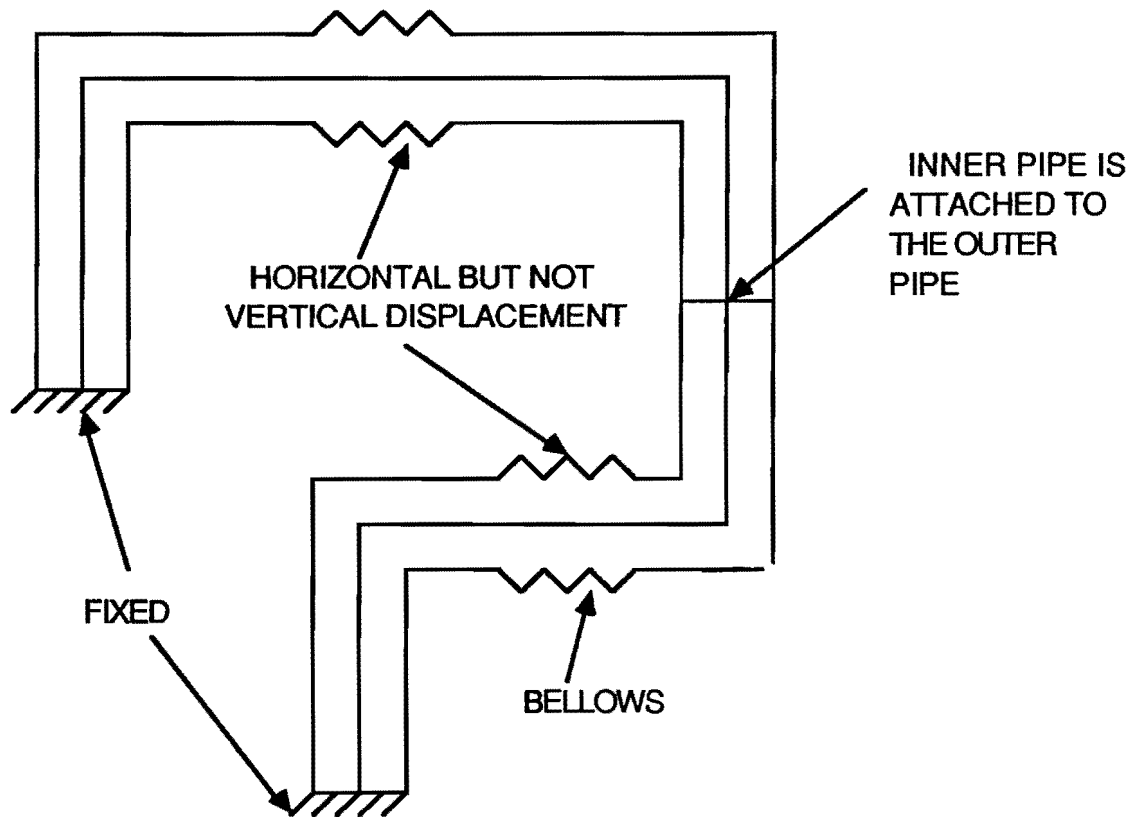 INNER PIPE IS
ATTACHED TO
THE OUTER
PIPE
HORIZONTAL BUT NOT
VERTICAL DISPLACEMENT
FIXED
BELLOWS